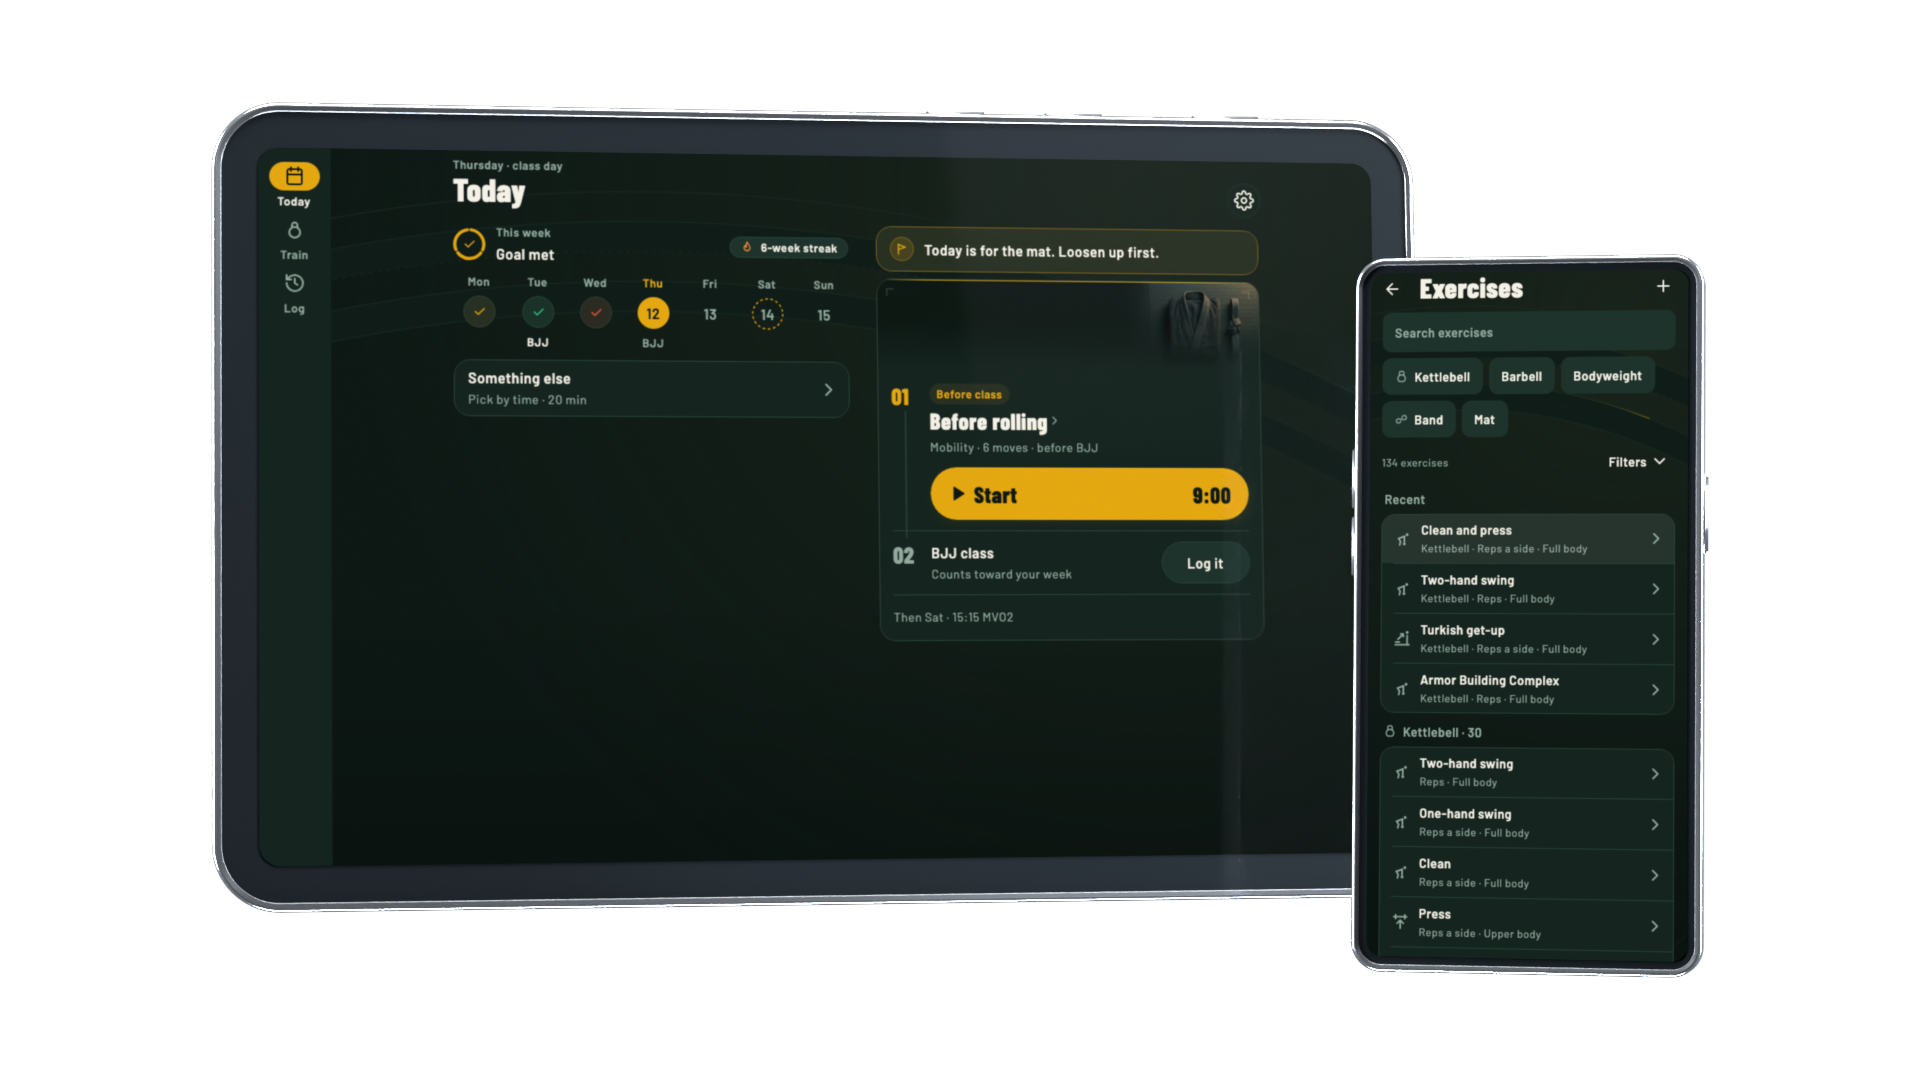 Today
Train
Log
Thursday · class day
Today
This week
Goal met
6-week streak
Mon Tue Wed Thu Fri Sat Sun
12 13 14 15
BJJ BJJ
Something else
Pick by time · 20 min
Today is for the mat. Loosen up first.
01
Before class
Before rolling
Mobility · 6 moves · before BJJ
Start 9:00
02
BJJ class
Counts toward your week
Log it
Then Sat · 15:15 MVO2
Exercises
Search exercises
Kettlebell Barbell Bodyweight
Band Mat
134 exercises Filters
Recent
Clean and press
Kettlebell · Reps a side · Full body
Two-hand swing
Kettlebell · Reps · Full body
Turkish get-up
Kettlebell · Reps a side · Full body
Armor Building Complex
Kettlebell · Reps · Full body
Kettlebell · 30
Two-hand swing
Reps · Full body
One-hand swing
Reps a side · Full body
Clean
Reps a side · Full body
Press
Reps a side · Upper body